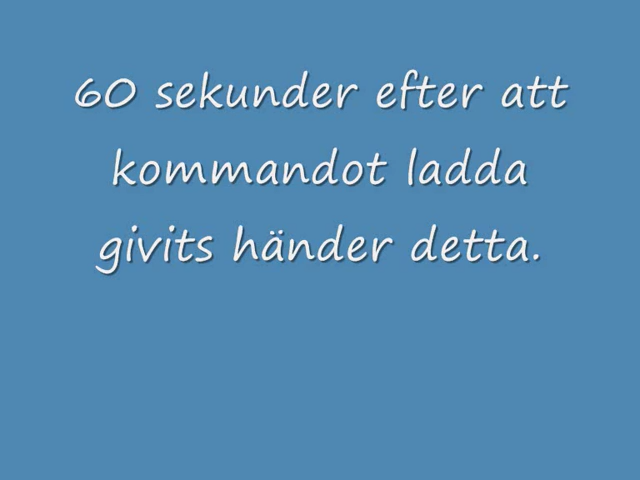 60 sekunder efter att
kommandot ladda
givits händer detta.